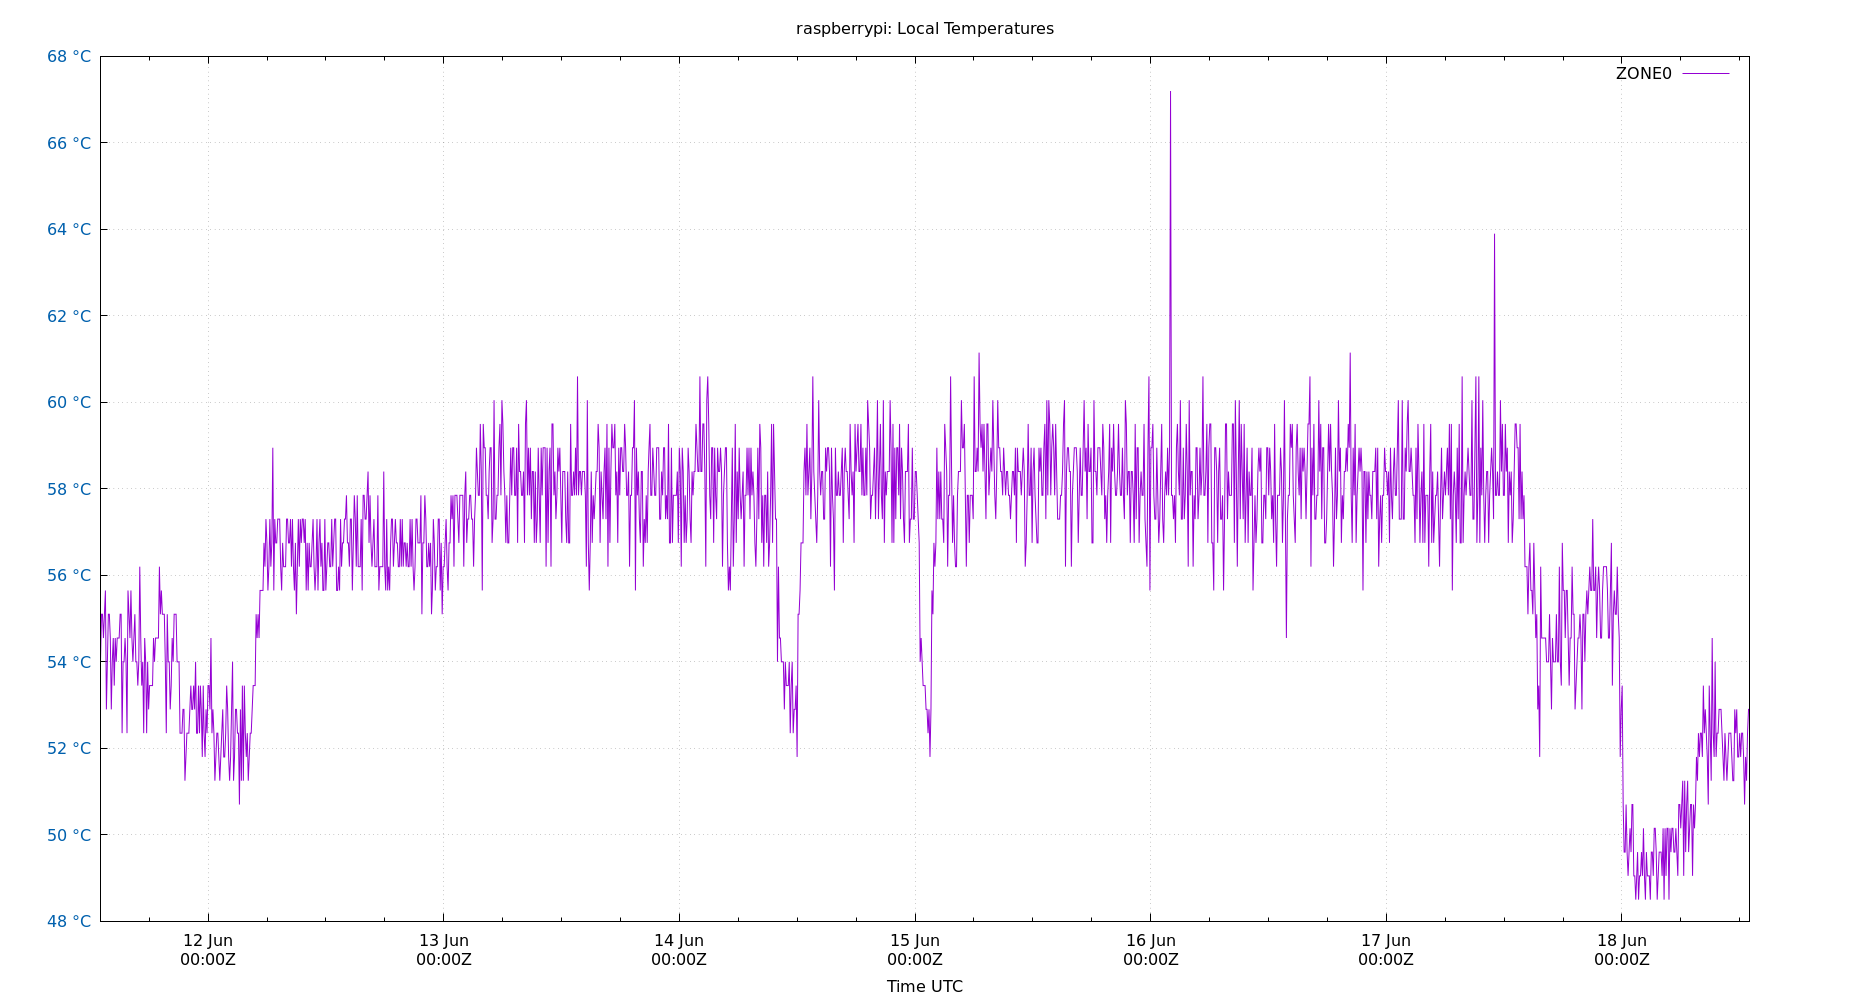 raspberrypi: Local Temperatures
ZONE0
68 °C
66 °C
64 °C
62 °C
60 °C
58 °C
56 °C
54 °C
52 °C
50 °C
48 °C
12 Jun
00:00Z
13 Jun
00:00Z
14 Jun
00:00Z
15 Jun
00:00Z
16 Jun
00:00Z
17 Jun
00:00Z
18 Jun
00:00Z
Time UTC